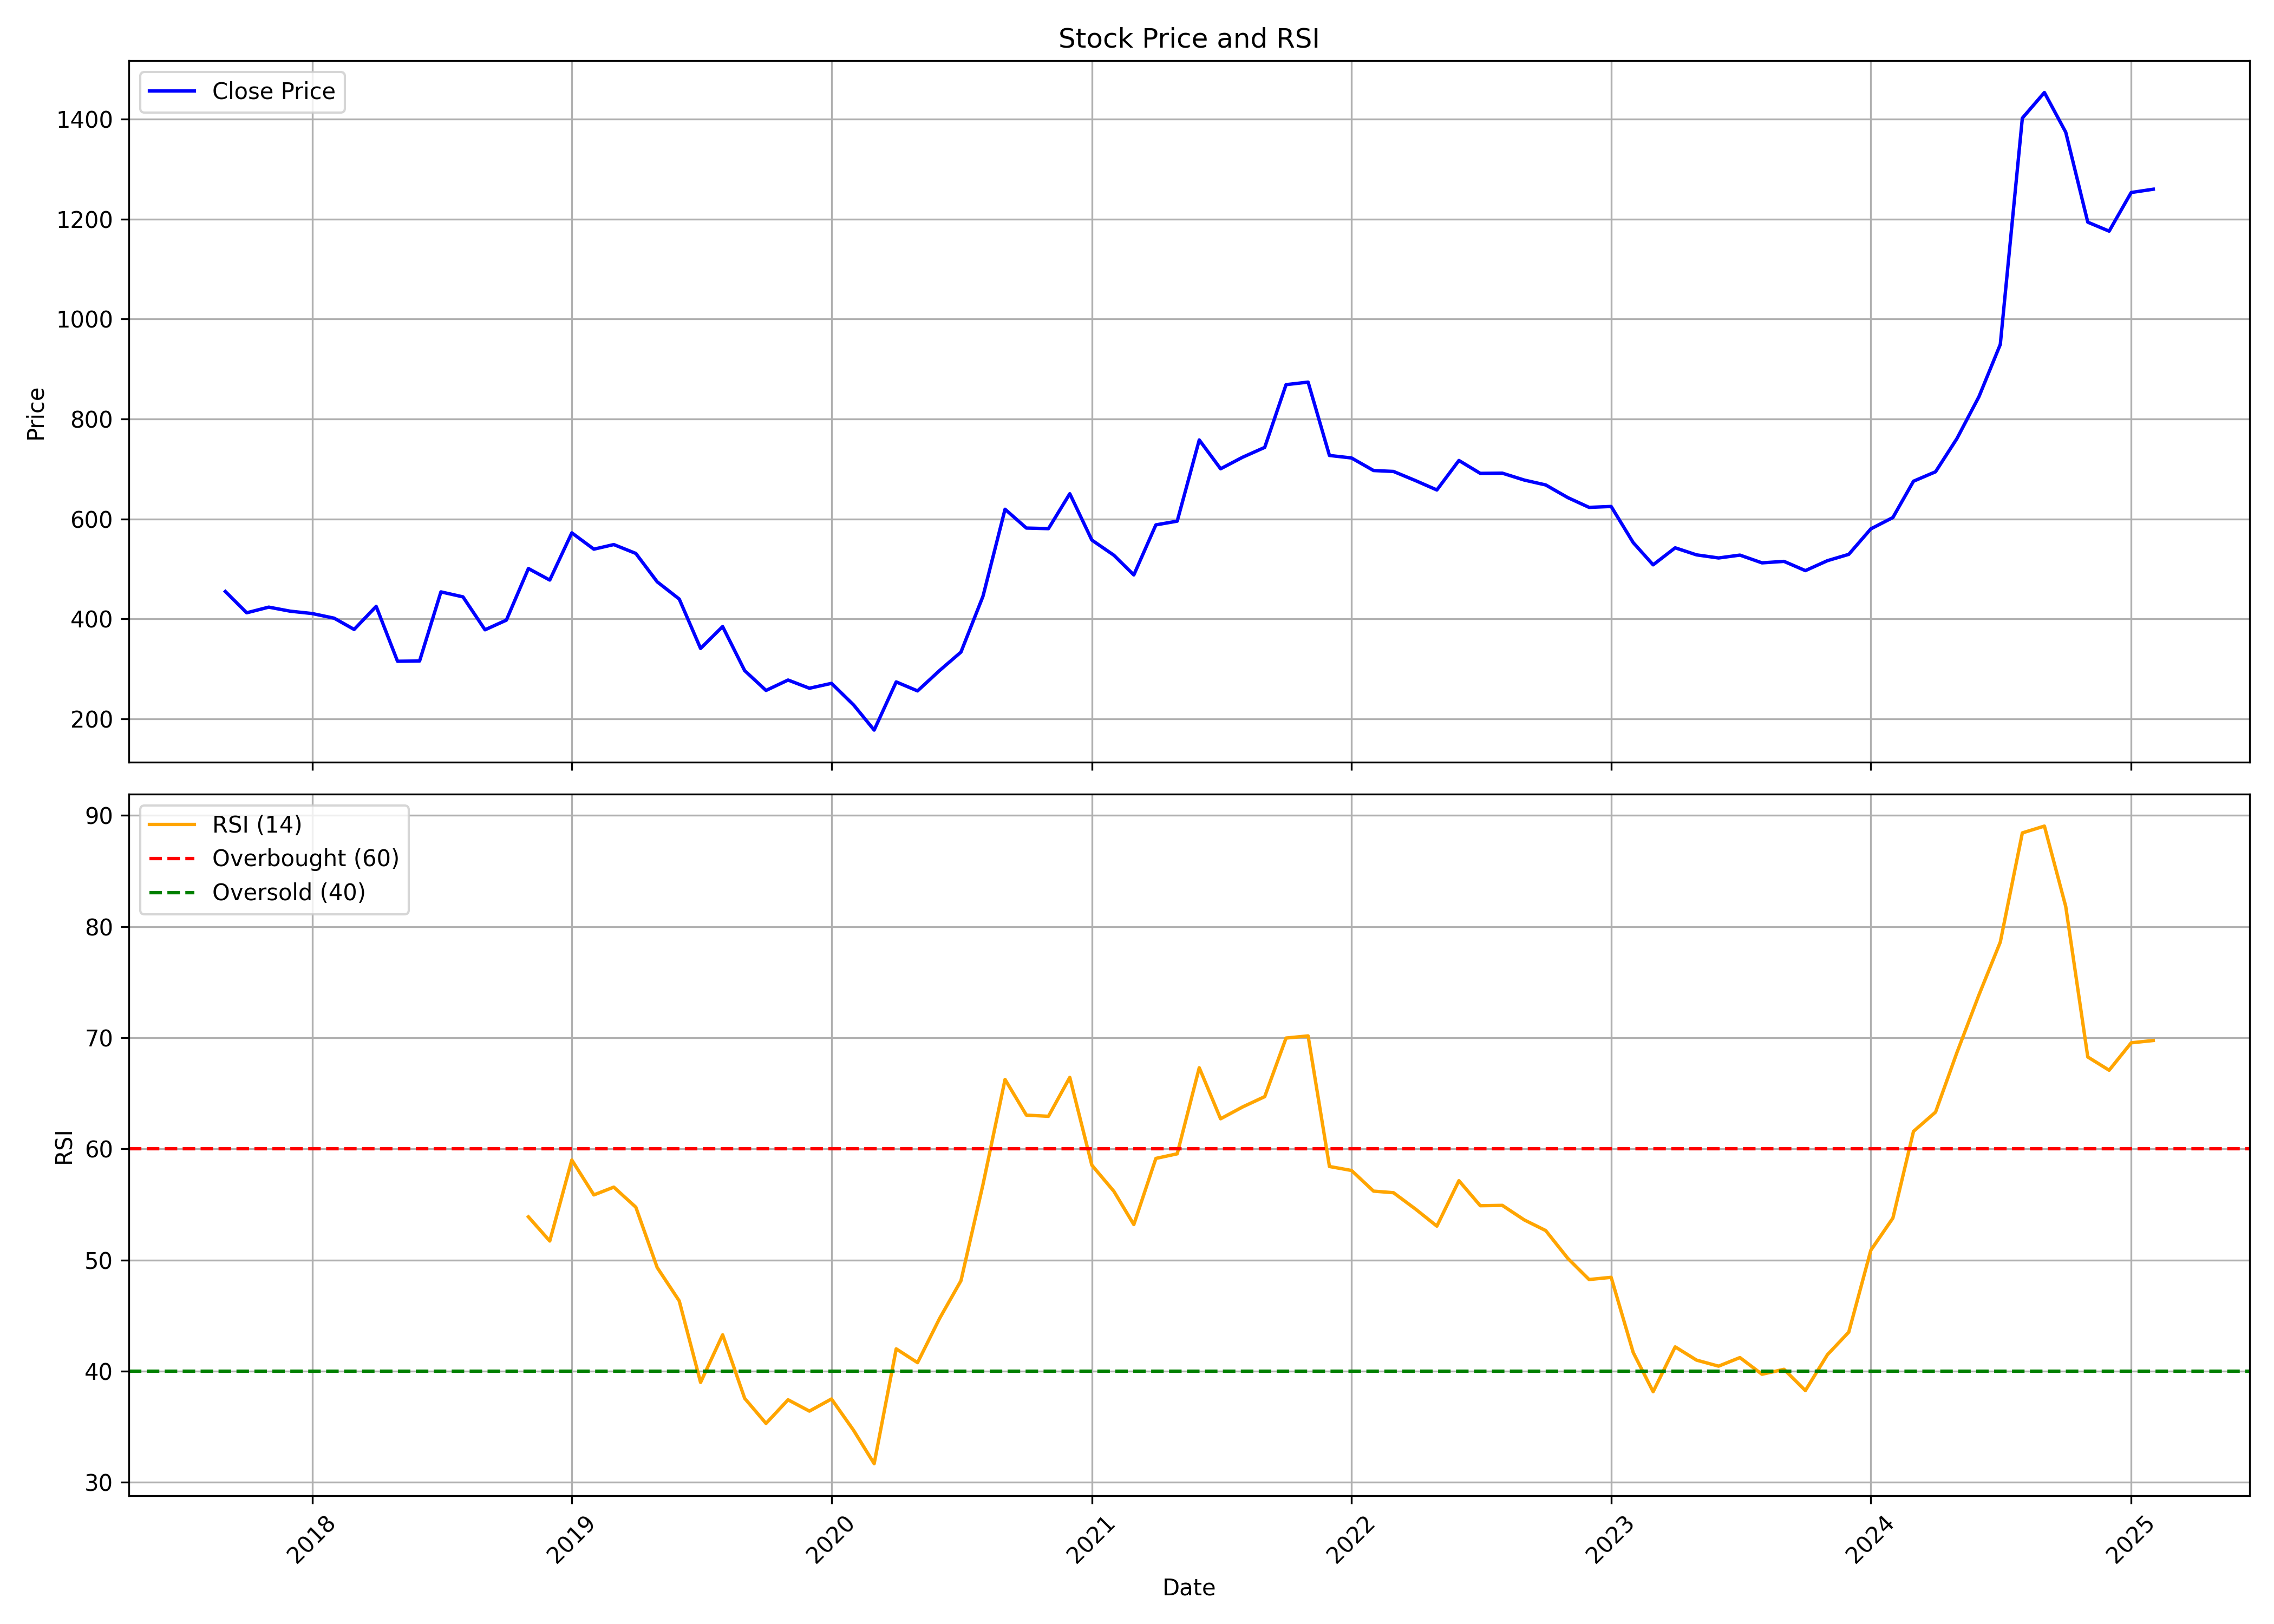 Stock Price and RSI
Close Price
1400
1200
1000
800
600
400
200
Price
RSI (14)
Overbought (60)
Oversold (40)
90
80
70
60
50
40
30
RSI
2018
2019
2020
2021
2022
2023
2024
2025
Date